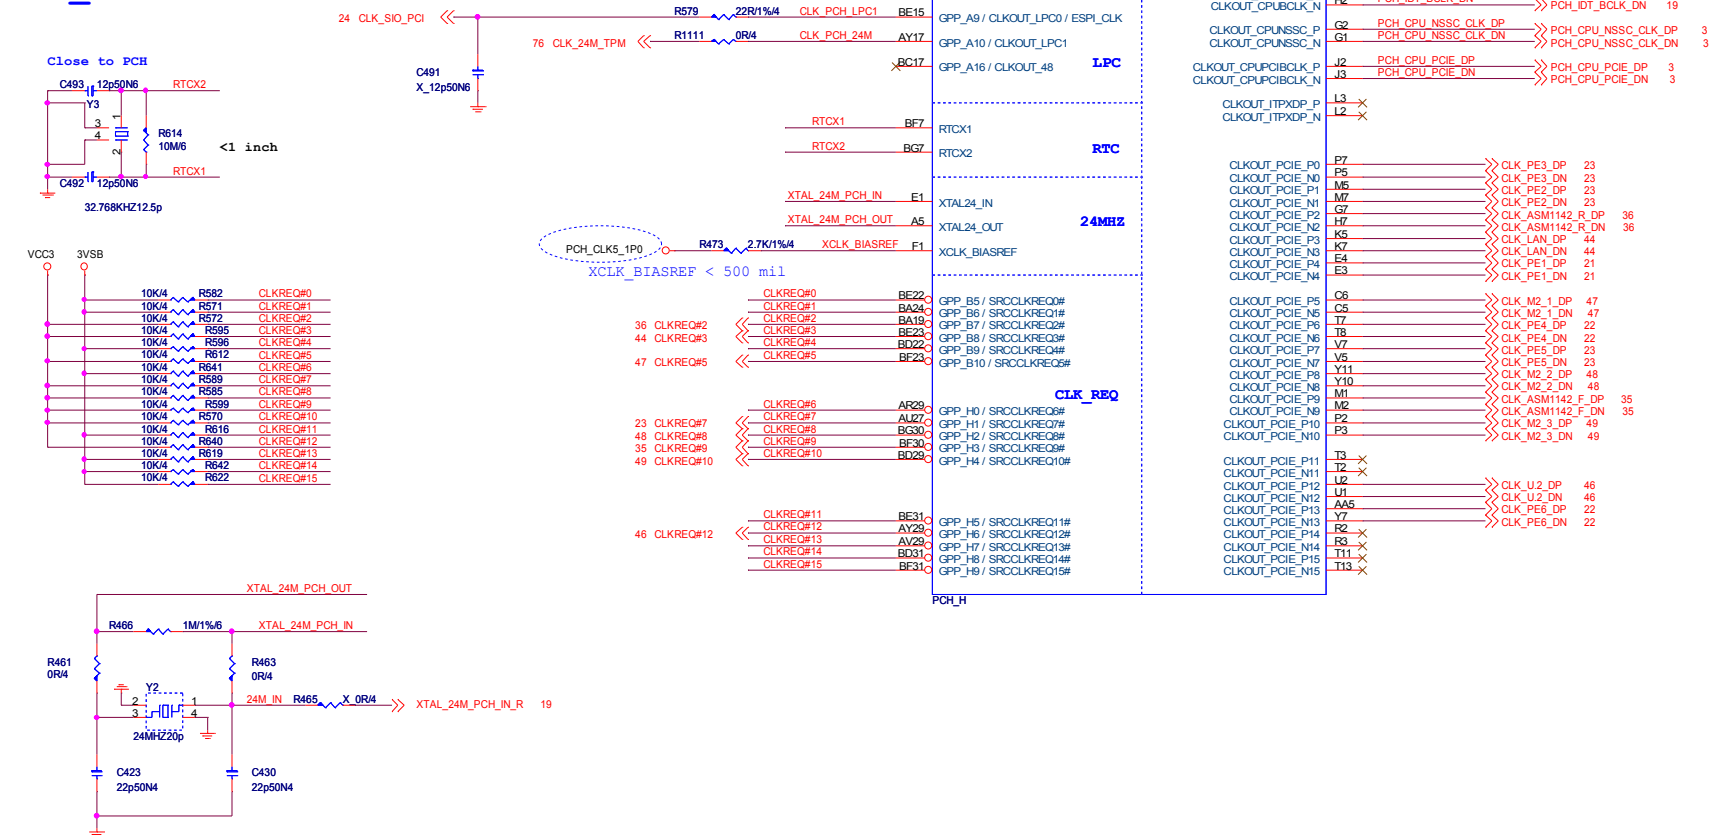 24 CLK_SIO_PCI
R579 22R/1%/4 CLK_PCH_LPC1 BE15 GPP_A9 / CLKOUT_LPC0 / ESPI_CLK
76 CLK_24M_TPM R1111 0R/4 CLK_PCH_24M AY17 GPP_A10 / CLKOUT_LPC1
BC17 GPP_A16 / CLKOUT_48
LPC
C491
X_12p50N6
Close to PCH
C493 12p50N6 RTCX2
Y3
1
3
4
2
R614
10M/6
<1 inch
C492 12p50N6 RTCX1
32.768KHZ12.5p
RTCX1 BF7 RTCX1
RTCX2 BG7 RTCX2
RTC
XTAL_24M_PCH_IN E1 XTAL24_IN
XTAL_24M_PCH_OUT A5 XTAL24_OUT
24MHZ
PCH_CLK5_1P0 R473 2.7K/1%/4 XCLK_BIASREF F1 XCLK_BIASREF
XCLK_BIASREF < 500 mil
VCC3 3VSB
10K/4 R582 CLKREQ#0
10K/4 R571 CLKREQ#1
10K/4 R572 CLKREQ#2
10K/4 R595 CLKREQ#3
10K/4 R596 CLKREQ#4
10K/4 R612 CLKREQ#5
10K/4 R641 CLKREQ#6
10K/4 R589 CLKREQ#7
10K/4 R585 CLKREQ#8
10K/4 R599 CLKREQ#9
10K/4 R570 CLKREQ#10
10K/4 R616 CLKREQ#11
10K/4 R640 CLKREQ#12
10K/4 R619 CLKREQ#13
10K/4 R642 CLKREQ#14
10K/4 R622 CLKREQ#15
CLKREQ#0 BE22 GPP_B5 / SRCCLKREQ0#
CLKREQ#1 BA24 GPP_B6 / SRCCLKREQ1#
36 CLKREQ#2 CLKREQ#2 BA19 GPP_B7 / SRCCLKREQ2#
44 CLKREQ#3 CLKREQ#3 BE23 GPP_B8 / SRCCLKREQ3#
CLKREQ#4 BD22 GPP_B9 / SRCCLKREQ4#
47 CLKREQ#5 CLKREQ#5 BF23 GPP_B10 / SRCCLKREQ5#
CLK_REQ
CLKREQ#6 AR29 GPP_H0 / SRCCLKREQ6#
23 CLKREQ#7 CLKREQ#7 AU27 GPP_H1 / SRCCLKREQ7#
48 CLKREQ#8 CLKREQ#8 BG30 GPP_H2 / SRCCLKREQ8#
35 CLKREQ#9 CLKREQ#9 BF30 GPP_H3 / SRCCLKREQ9#
49 CLKREQ#10 CLKREQ#10 BD29 GPP_H4 / SRCCLKREQ10#
CLKREQ#11 BE31 GPP_H5 / SRCCLKREQ11#
46 CLKREQ#12 CLKREQ#12 AY29 GPP_H6 / SRCCLKREQ12#
CLKREQ#13 AV29 GPP_H7 / SRCCLKREQ13#
CLKREQ#14 BD31 GPP_H8 / SRCCLKREQ14#
CLKREQ#15 BF31 GPP_H9 / SRCCLKREQ15#
PCH_H
CLKOUT_CPUBCLK_N PCH_IDT_BCLK_DN 19
CLKOUT_CPUNSSC_P G2 PCH_CPU_NSSC_CLK_DP PCH_CPU_NSSC_CLK_DP 3
CLKOUT_CPUNSSC_N G1 PCH_CPU_NSSC_CLK_DN PCH_CPU_NSSC_CLK_DN 3
CLKOUT_CPUPCIBCLK_P J2 PCH_CPU_PCIE_DP PCH_CPU_PCIE_DP 3
CLKOUT_CPUPCIBCLK_N J3 PCH_CPU_PCIE_DN PCH_CPU_PCIE_DN 3
CLKOUT_ITPXDP_P L3
CLKOUT_ITPXDP_N L2
CLKOUT_PCIE_P0 P7 CLK_PE3_DP 23
CLKOUT_PCIE_N0 P5 CLK_PE3_DN 23
CLKOUT_PCIE_P1 M5 CLK_PE2_DP 23
CLKOUT_PCIE_N1 M7 CLK_PE2_DN 23
CLKOUT_PCIE_P2 G7 CLK_ASM1142_R_DP 36
CLKOUT_PCIE_N2 H7 CLK_ASM1142_R_DN 36
CLKOUT_PCIE_P3 K5 CLK_LAN_DP 44
CLKOUT_PCIE_N3 K7 CLK_LAN_DN 44
CLKOUT_PCIE_P4 E4 CLK_PE1_DP 21
CLKOUT_PCIE_N4 E3 CLK_PE1_DN 21
CLKOUT_PCIE_P5 C6 CLK_M2_1_DP 47
CLKOUT_PCIE_N5 C5 CLK_M2_1_DN 47
CLKOUT_PCIE_P6 T7 CLK_PE4_DP 22
CLKOUT_PCIE_N6 T8 CLK_PE4_DN 22
CLKOUT_PCIE_P7 V7 CLK_PE5_DP 23
CLKOUT_PCIE_N7 V5 CLK_PE5_DN 23
CLKOUT_PCIE_P8 Y11 CLK_M2_2_DP 48
CLKOUT_PCIE_N8 Y10 CLK_M2_2_DN 48
CLKOUT_PCIE_P9 M1 CLK_ASM1142_F_DP 35
CLKOUT_PCIE_N9 M2 CLK_ASM1142_F_DN 35
CLKOUT_PCIE_P10 P2 CLK_M2_3_DP 49
CLKOUT_PCIE_N10 P3 CLK_M2_3_DN 49
CLKOUT_PCIE_P11 T3
CLKOUT_PCIE_N11 T2
CLKOUT_PCIE_P12 U2 CLK_U.2_DP 46
CLKOUT_PCIE_N12 U1 CLK_U.2_DN 46
CLKOUT_PCIE_P13 AA5 CLK_PE6_DP 22
CLKOUT_PCIE_N13 Y7 CLK_PE6_DN 22
CLKOUT_PCIE_P14 R2
CLKOUT_PCIE_N14 R3
CLKOUT_PCIE_P15 T11
CLKOUT_PCIE_N15 T13
XTAL_24M_PCH_OUT
R466 1M/1%/6 XTAL_24M_PCH_IN
R461
0R/4
R463
0R/4
Y2
2 1
3 4
24MHZ20p
24M_IN R465 X_0R/4 XTAL_24M_PCH_IN_R 19
C423
22p50N4
C430
22p50N4